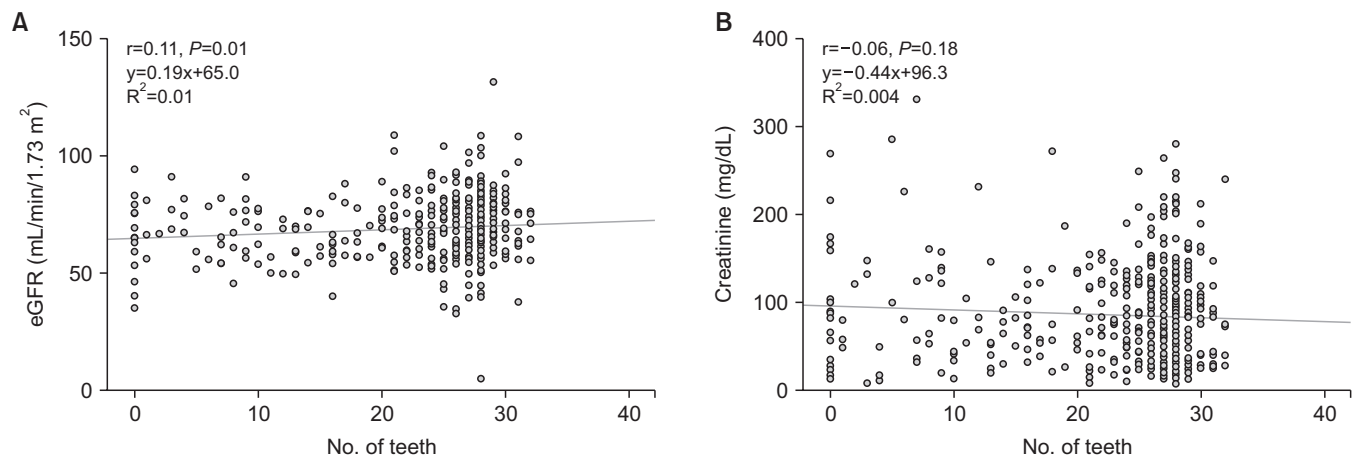 A
r=0.11, P=0.01
y=0.19x+65.0
R²=0.01
eGFR (mL/min/1.73 m²)
150
100
50
0
0 10 20 30 40
No. of teeth
B
r=−0.06, P=0.18
y=−0.44x+96.3
R²=0.004
Creatinine (mg/dL)
400
300
200
100
0
0 10 20 30 40
No. of teeth